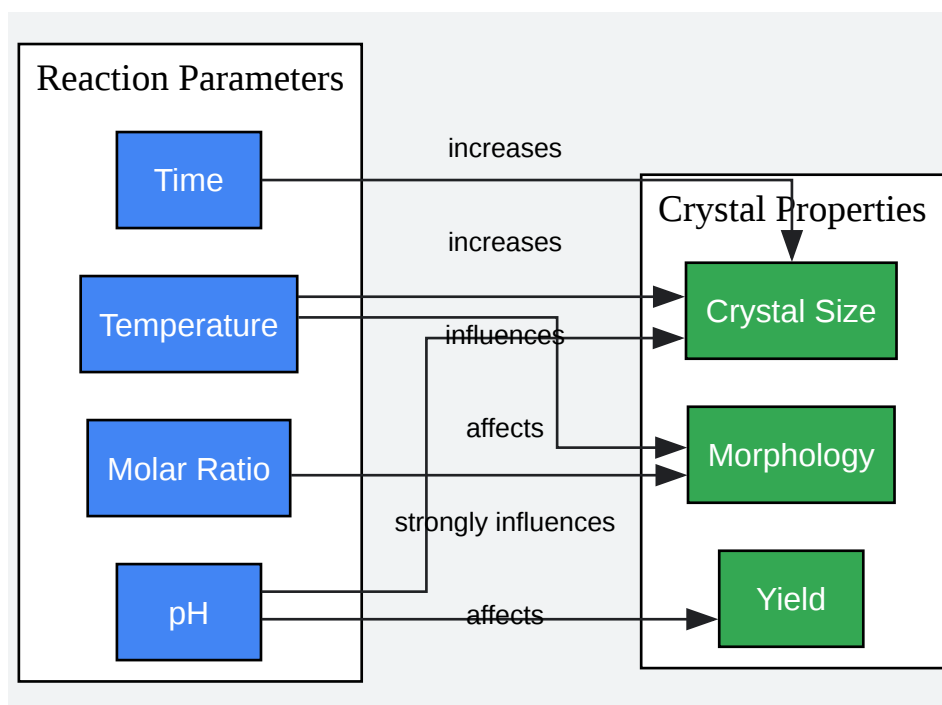 Reaction Parameters
Time
Temperature
Molar Ratio
pH
increases
increases
influences
affects
strongly influences
affects
Crystal Properties
Crystal Size
Morphology
Yield